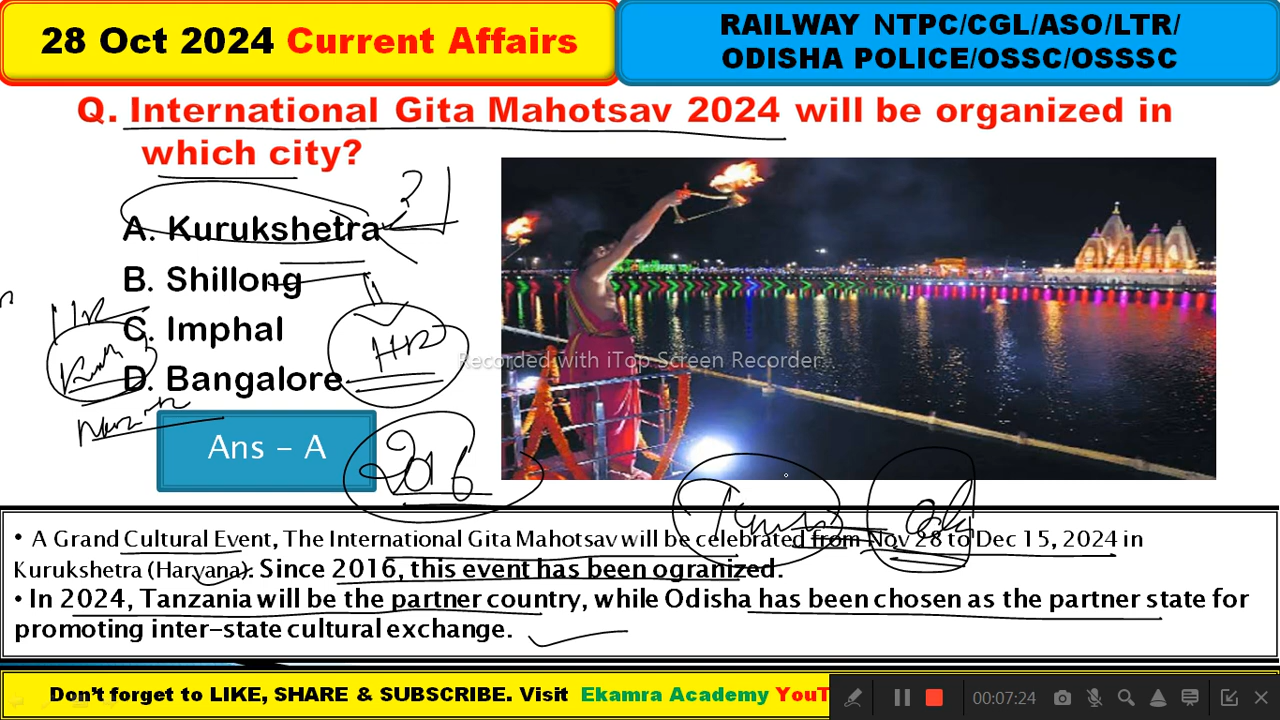 28 Oct 2024 Current Affairs
RAILWAY NTPC/CGL/ASO/LTR/
ODISHA POLICE/OSSC/OSSSC
Q. International Gita Mahotsav 2024 will be organized in
which city?
A. Kurukshetra
B. Shillong
C. Imphal
D. Bangalore
HR
HR
Ans – A
2016
Recorded with iTop Screen Recorder
• A Grand Cultural Event, The International Gita Mahotsav will be celebrated from Nov 28 to Dec 15, 2024 in
Kurukshetra (Haryana). Since 2016, this event has been ogranized.
• In 2024, Tanzania will be the partner country, while Odisha has been chosen as the partner state for
promoting inter-state cultural exchange.
Don't forget to LIKE, SHARE & SUBSCRIBE. Visit Ekamra Academy YouT
00:07:24